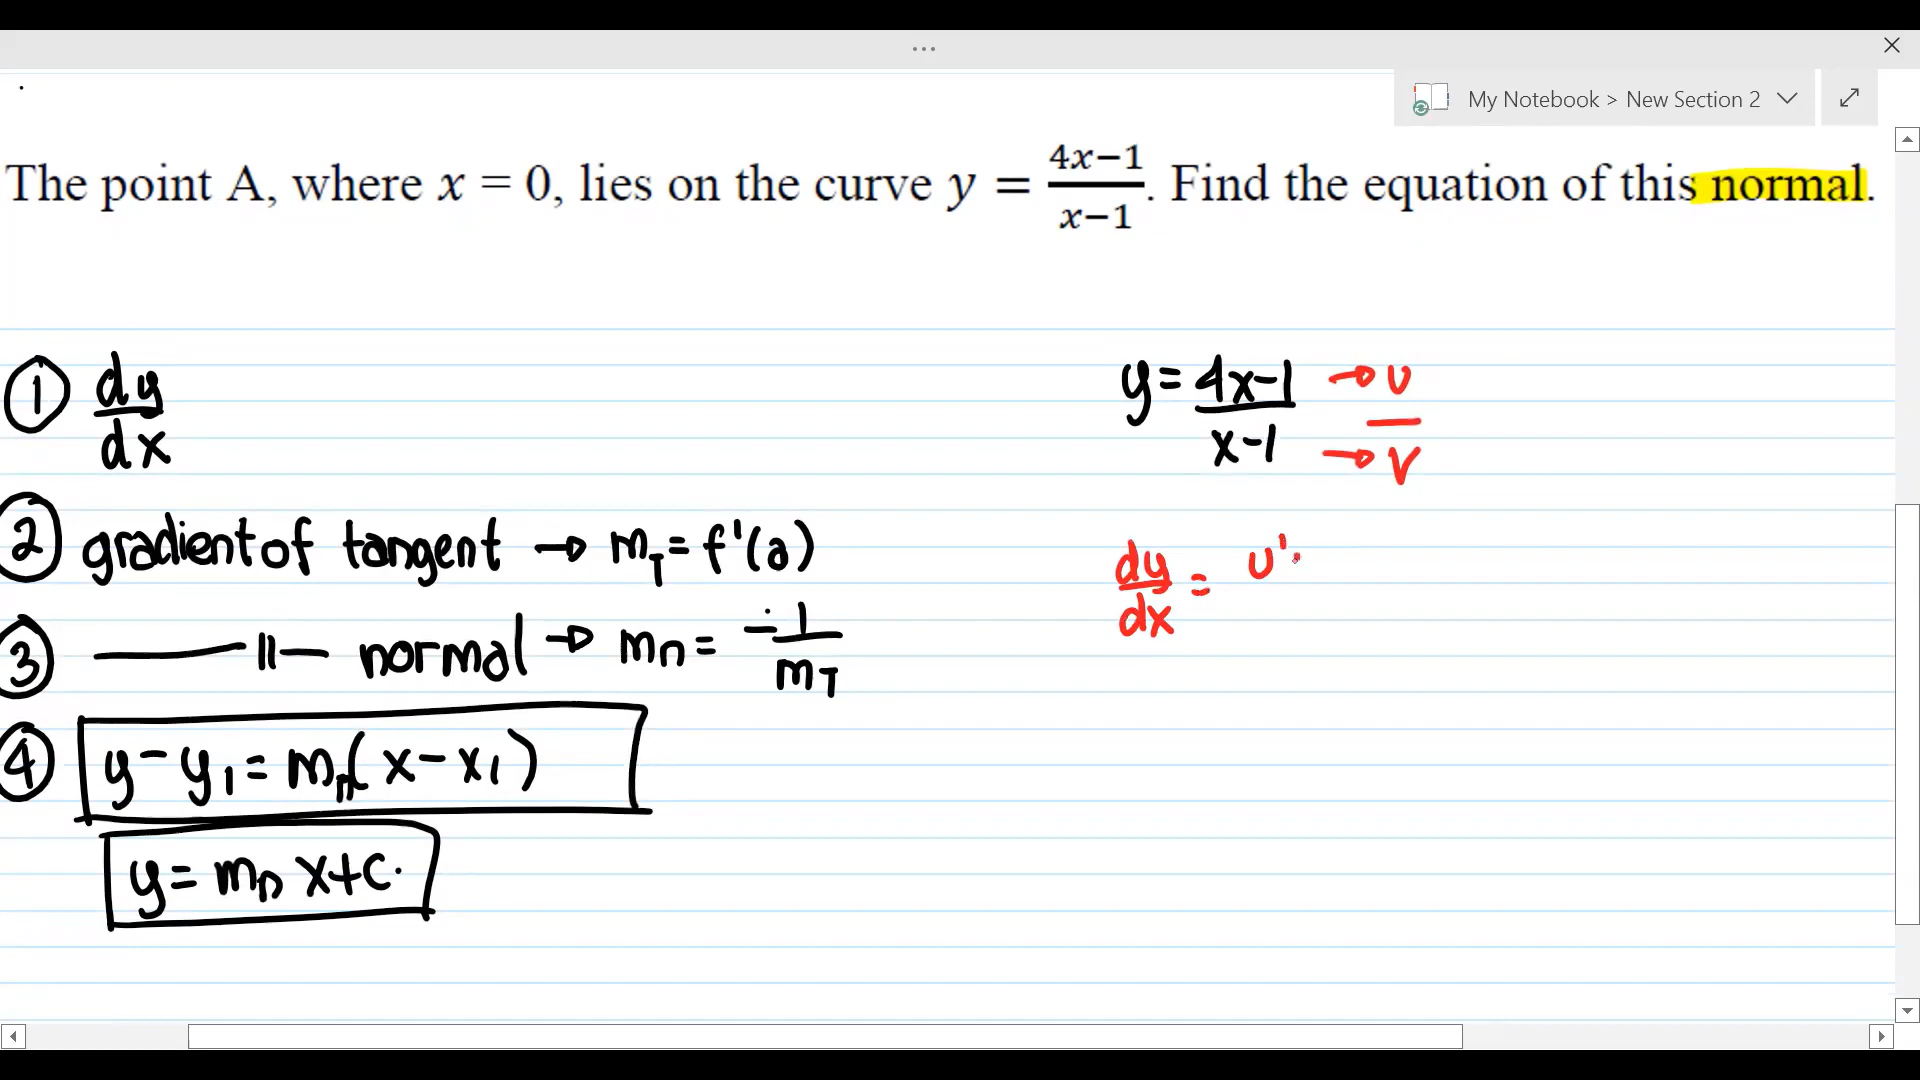 My Notebook > New Section 2
The point A, where x = 0, lies on the curve y = 4x−1 / x−1. Find the equation of this normal.
① dy/dx
② gradient of tangent → mT = f'(a)
③ —— ॥ — normal → mn = -1/mT
④ y - y1 = mn( x - x1 )
y = mn x + c.
y = 4x-1 / x-1 → u / → v
dy/dx = u'